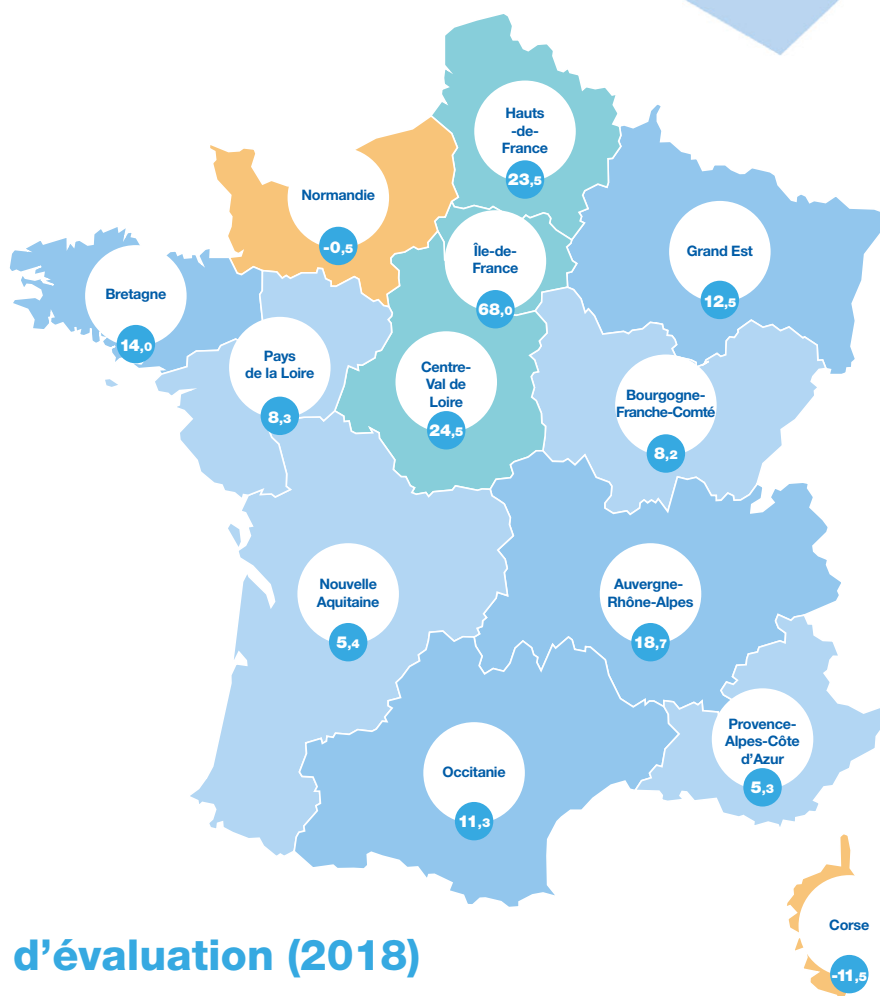 Hauts
-de-
France
23,5
Normandie
-0,5
Île-de-
France
68,0
Grand Est
12,5
Bretagne
14,0
Pays
de la Loire
8,3
Centre-
Val de
Loire
24,5
Bourgogne-
Franche-Comté
8,2
Nouvelle
Aquitaine
5,4
Auvergne-
Rhône-Alpes
18,7
Provence-
Alpes-Côte
d'Azur
5,3
Occitanie
11,3
Corse
-11,5
d'évaluation (2018)